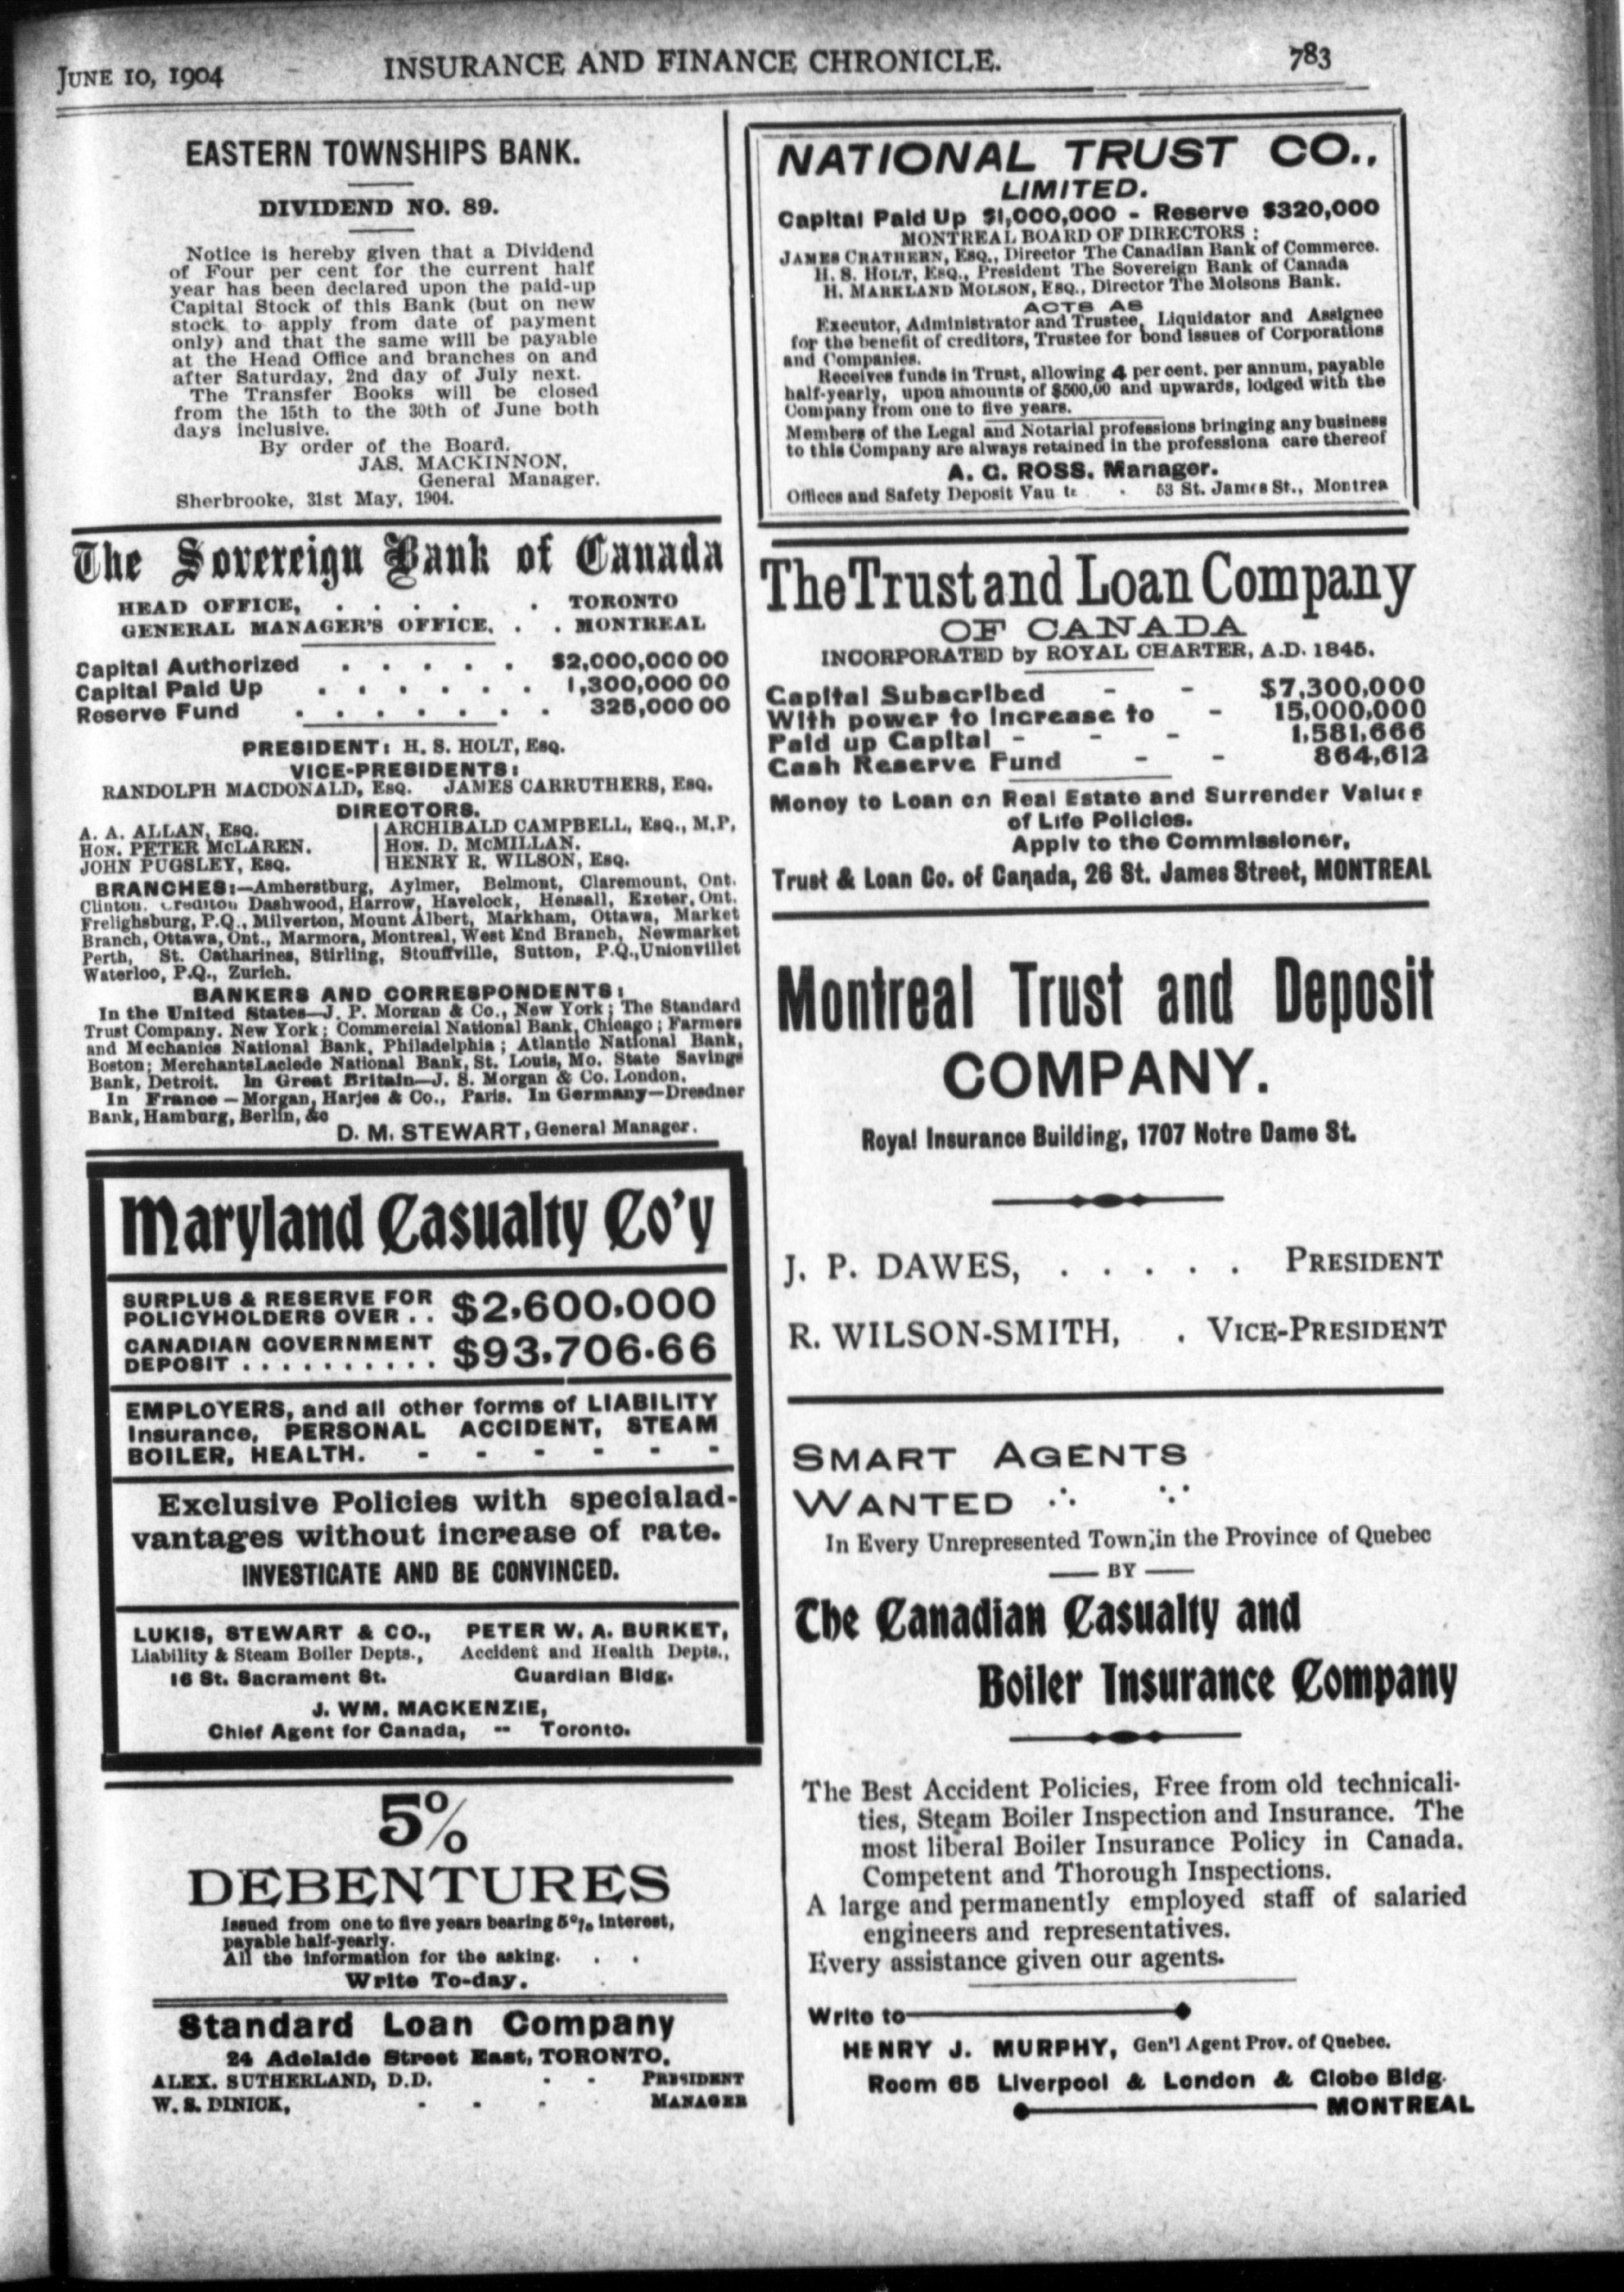 JUNE 10, 1904
INSURANCE AND FINANCE CHRONICLE.
783
EASTERN TOWNSHIPS BANK.
DIVIDEND NO. 89.
Notice is hereby given that a Dividend
of Four per cent for the current half
year has been declared upon the paid-up
Capital Stock of this Bank (but on new
stock to apply from date of payment
only) and that the same will be payable
at the Head Office and branches on and
after Saturday, 2nd day of July next.
The Transfer Books will be closed
from the 15th to the 30th of June both
days inclusive.
By order of the Board.
JAS. MACKINNON,
General Manager.
Sherbrooke, 31st May, 1904.
The Sovereign Bank of Canada
HEAD OFFICE, . . . . . TORONTO
GENERAL MANAGER'S OFFICE, . . MONTREAL
Capital Authorized . . . . . $2,000,000 00
Capital Paid Up . . . . . . 1,300,000 00
Reserve Fund . . . . . . . 325,000 00
PRESIDENT: H. S. HOLT, ESQ.
VICE-PRESIDENTS:
RANDOLPH MACDONALD, ESQ. JAMES CARRUTHERS, ESQ.
DIRECTORS.
A. A. ALLAN, ESQ.
HON. PETER McLAREN.
JOHN PUGSLEY, ESQ.
ARCHIBALD CAMPBELL, ESQ., M.P,
HON. D. McMILLAN.
HENRY R. WILSON, ESQ.
BRANCHES:—Amherstburg, Aylmer, Belmont, Claremount, Ont.
Clinton, Crediton Dashwood, Harrow, Havelock, Hensall, Exeter, Ont.
Frelighsburg, P.Q., Milverton, Mount Albert, Markham, Ottawa, Market
Branch, Ottawa, Ont., Marmora, Montreal, West End Branch, Newmarket
Perth, St. Catharines, Stirling, Stouffville, Sutton, P.Q., Unionvillet
Waterloo, P.Q., Zurich.
BANKERS AND CORRESPONDENTS:
In the United States—J. P. Morgan & Co., New York; The Standard
Trust Company, New York; Commercial National Bank, Chicago; Farmers
and Mechanics National Bank, Philadelphia; Atlantic National Bank,
Boston; MerchantsLaclede National Bank, St. Louis, Mo. State Savings
Bank, Detroit. In Great Britain—J. S. Morgan & Co. London.
In France—Morgan, Harjes & Co., Paris. In Germany—Dresdner
Bank, Hamburg, Berlin, &c
D. M. STEWART, General Manager.
Maryland Casualty Co'y
SURPLUS & RESERVE FOR
POLICYHOLDERS OVER . . $2,600,000
CANADIAN GOVERNMENT
DEPOSIT . . . . . . . . . . $93,706.66
EMPLOYERS, and all other forms of LIABILITY
Insurance, PERSONAL ACCIDENT, STEAM
BOILER, HEALTH. - - - - - -
Exclusive Policies with specialad-
vantages without increase of rate.
INVESTIGATE AND BE CONVINCED.
LUKIS, STEWART & CO.,
Liability & Steam Boiler Depts.,
16 St. Sacrament St.
PETER W. A. BURKET,
Accident and Health Depts.,
Guardian Bldg.
J. WM. MACKENZIE,
Chief Agent for Canada, -- Toronto.
5%
DEBENTURES
Issued from one to five years bearing 5% interest,
payable half-yearly.
All the information for the asking. . .
Write To-day.
Standard Loan Company
24 Adelaide Street East, TORONTO.
ALEX. SUTHERLAND, D.D. - - PRESIDENT
W. S. DINICK, - - - MANAGER
NATIONAL TRUST CO.,
LIMITED.
Capital Paid Up $1,000,000 - Reserve $320,000
MONTREAL BOARD OF DIRECTORS:
JAMES CRATHERN, ESQ., Director The Canadian Bank of Commerce.
H. S. HOLT, ESQ., President The Sovereign Bank of Canada
H. MARKLAND MOLSON, ESQ., Director The Molsons Bank.
ACTS AS
Executor, Administrator and Trustee, Liquidator and Assignee
for the benefit of creditors, Trustee for bond issues of Corporations
and Companies.
Receives funds in Trust, allowing 4 per cent. per annum, payable
half-yearly, upon amounts of $500,00 and upwards, lodged with the
Company from one to five years.
Members of the Legal and Notarial professions bringing any business
to this Company are always retained in the professiona care thereof
A. G. ROSS. Manager.
Offices and Safety Deposit Vau . 53 St. James St., Montrea
The Trust and Loan Company
OF CANADA
INCORPORATED by ROYAL CHARTER, A.D. 1845.
Capital Subscribed - - $7,300,000
With power to increase to - 15,000,000
Paid up Capital - - - 1,581,666
Cash Reserve Fund - - 864,612
Money to Loan on Real Estate and Surrender Values
of Life Policies.
Apply to the Commissioner,
Trust & Loan Co. of Canada, 26 St. James Street, MONTREAL
Montreal Trust and Deposit
COMPANY.
Royal Insurance Building, 1707 Notre Dame St.
J. P. DAWES, . . . . . PRESIDENT
R. WILSON-SMITH, . VICE-PRESIDENT
SMART AGENTS
WANTED
In Every Unrepresented Town in the Province of Quebec
— BY —
The Canadian Casualty and
Boiler Insurance Company
The Best Accident Policies, Free from old technicali-
ties, Steam Boiler Inspection and Insurance. The
most liberal Boiler Insurance Policy in Canada.
Competent and Thorough Inspections.
A large and permanently employed staff of salaried
engineers and representatives.
Every assistance given our agents.
Write to
HENRY J. MURPHY, Gen'l Agent Prov. of Quebec.
Room 65 Liverpool & London & Globe Bldg.
MONTREAL